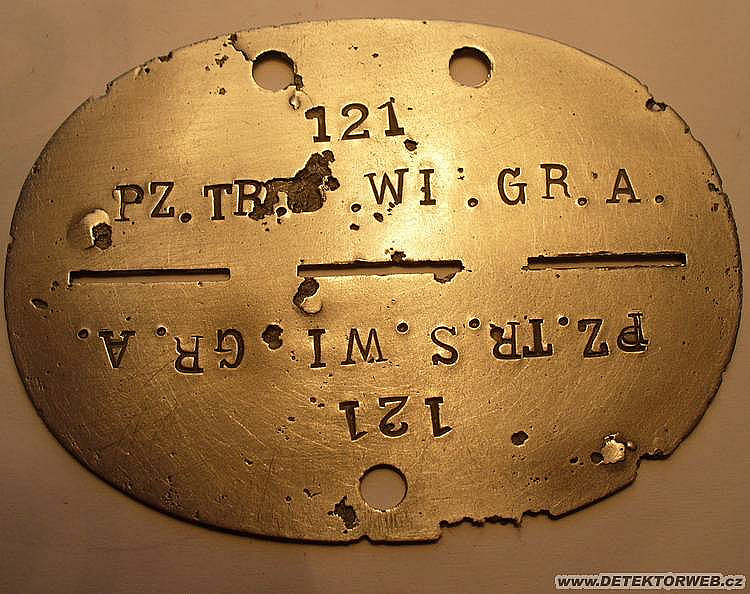 121
PZ.TR. .WI.GR.A.
PZ.TR.S.WI.GR.A.
121
www.DETEKTORWEB.cz